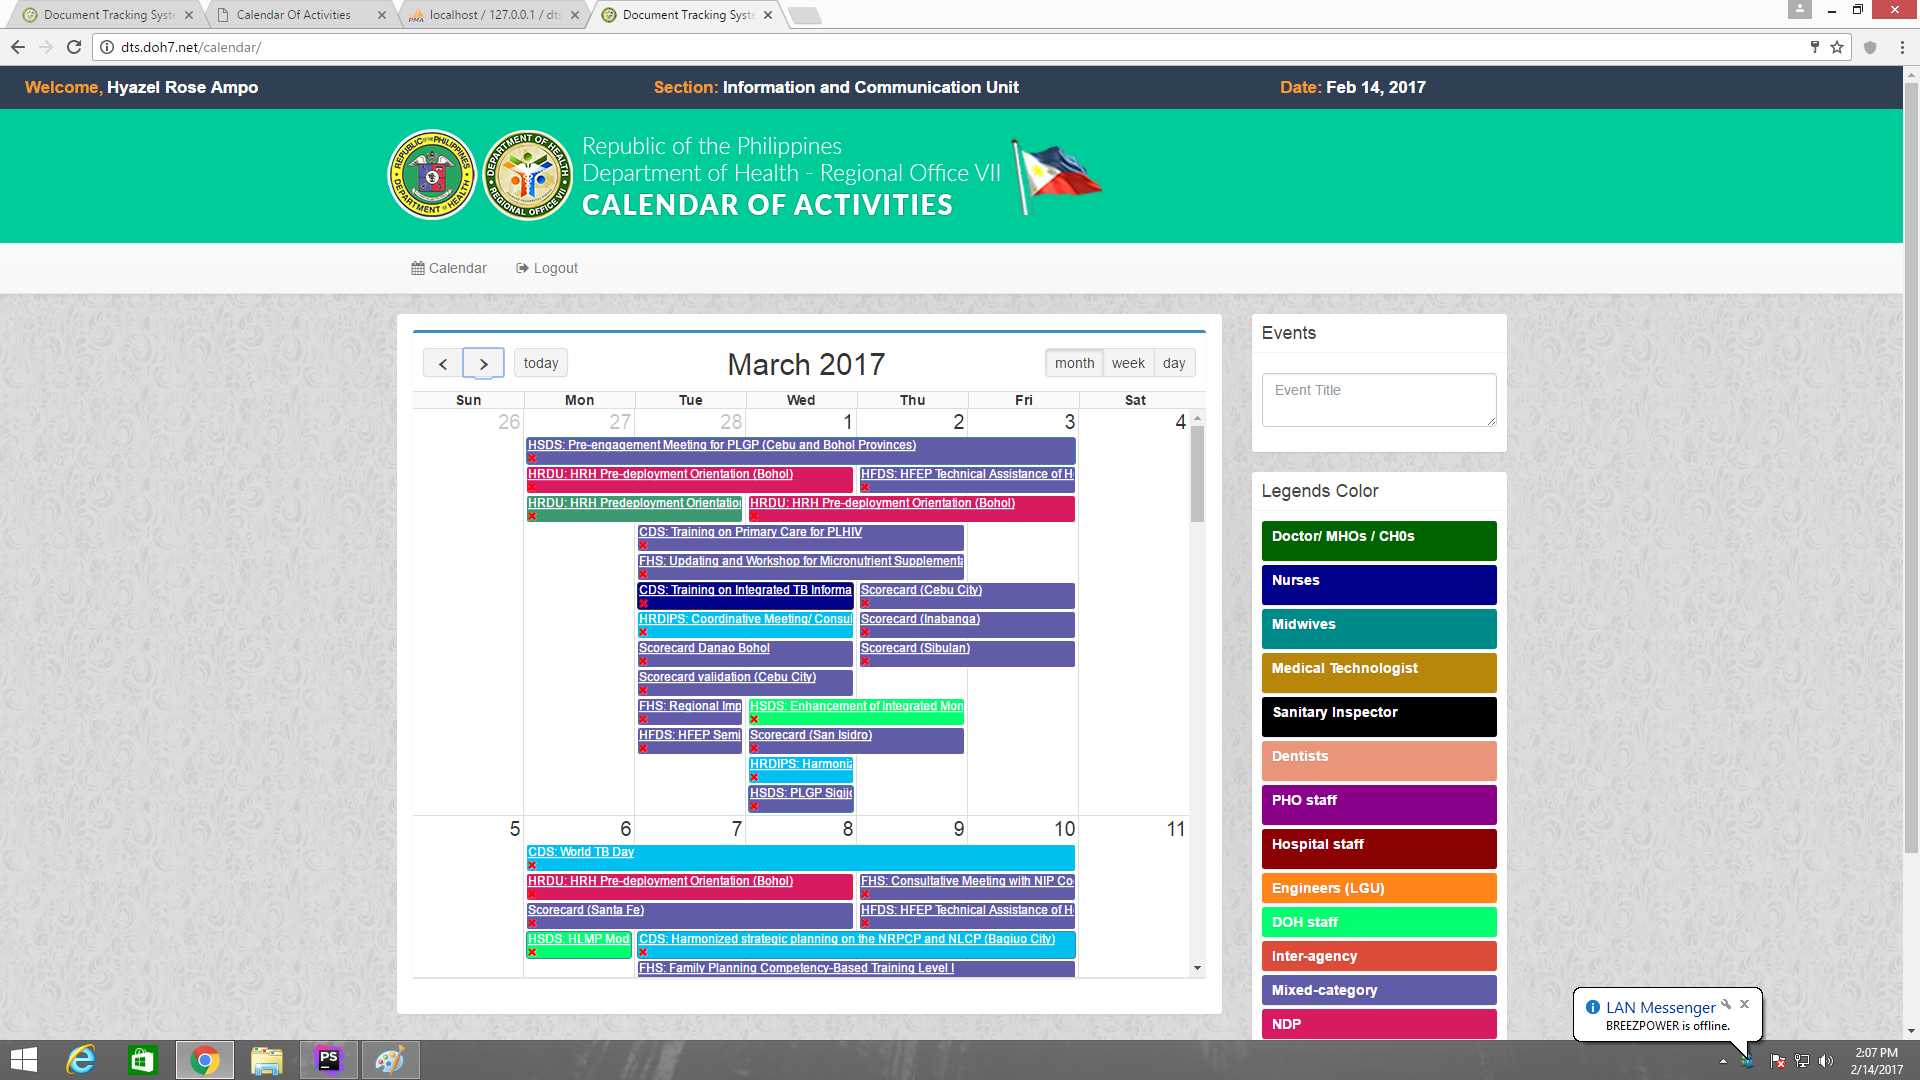 Document Tracking Syste
Calendar Of Activities
localhost / 127.0.0.1 / dts
Document Tracking Syste
dts.doh7.net/calendar/
Welcome, Hyazel Rose Ampo
Section: Information and Communication Unit
Date: Feb 14, 2017
Republic of the Philippines
Department of Health - Regional Office VII
CALENDAR OF ACTIVITIES
Calendar
Logout
today
March 2017
month
week
day
Sun Mon Tue Wed Thu Fri Sat
26 27 28 1 2 3 4
HSDS: Pre-engagement Meeting for PLGP (Cebu and Bohol Provinces)
HRDU: HRH Pre-deployment Orientation (Bohol)
HFDS: HFEP Technical Assistance of H
HRDU: HRH Predeployment Orientatio
HRDU: HRH Pre-deployment Orientation (Bohol)
CDS: Training on Primary Care for PLHIV
FHS: Updating and Workshop for Micronutrient Supplementa
CDS: Training on Integrated TB Informa
Scorecard (Cebu City)
HRDIPS: Coordinative Meeting/ Consul
Scorecard (Inabanga)
Scorecard Danao Bohol
Scorecard (Sibulan)
Scorecard validation (Cebu City)
FHS: Regional Imp
HSDS: Enhancement of Integrated Mon
HFDS: HFEP Semi
Scorecard (San Isidro)
HRDIPS: Harmoniz
HSDS: PLGP Siqijo
5 6 7 8 9 10 11
CDS: World TB Day
HRDU: HRH Pre-deployment Orientation (Bohol)
FHS: Consultative Meeting with NIP Co
Scorecard (Santa Fe)
HFDS: HFEP Technical Assistance of H
HSDS: HLMP Mod
CDS: Harmonized strategic planning on the NRPCP and NLCP (Baguio City)
FHS: Family Planning Competency-Based Training Level I
Events
Event Title
Legends Color
Doctor/ MHOs / CH0s
Nurses
Midwives
Medical Technologist
Sanitary Inspector
Dentists
PHO staff
Hospital staff
Engineers (LGU)
DOH staff
Inter-agency
Mixed-category
NDP
LAN Messenger
BREEZPOWER is offline.
2:07 PM
2/14/2017